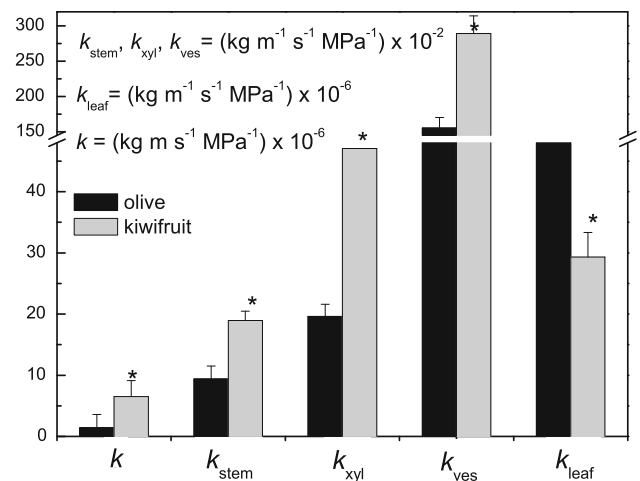 300
250
200
150
40
30
20
10
0
k_stem, k_xyl, k_ves = (kg m⁻¹ s⁻¹ MPa⁻¹) x 10⁻²
k_leaf = (kg m⁻¹ s⁻¹ MPa⁻¹) x 10⁻⁶
k = (kg m s⁻¹ MPa⁻¹) x 10⁻⁶
olive
kiwifruit
* * * * *
k k_stem k_xyl k_ves k_leaf